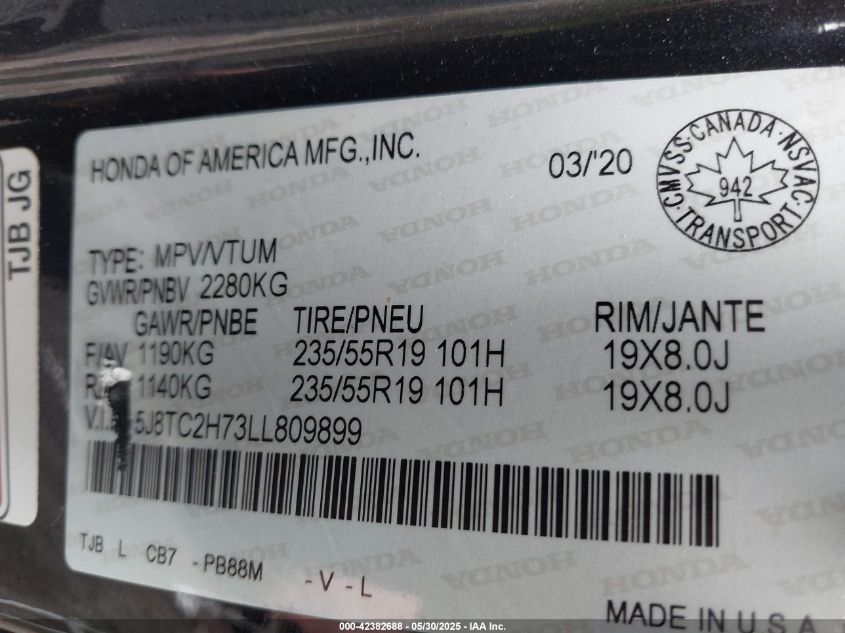 TJB JG
HONDA OF AMERICA MFG.,INC.
03/'20
CMVSS · CANADA · NSVAC
942
TRANSPORT
TYPE: MPV/VTUM
GVWR/PNBV 2280KG
GAWR/PNBE TIRE/PNEU RIM/JANTE
F/AV 1190KG 235/55R19 101H 19X8.0J
1140KG 235/55R19 101H 19X8.0J
5J8TC2H73LL809899
TJB L CB7 -PB88M -V-L
MADE IN U S A
000-42382688 - 05/30/2025 - IAA Inc.